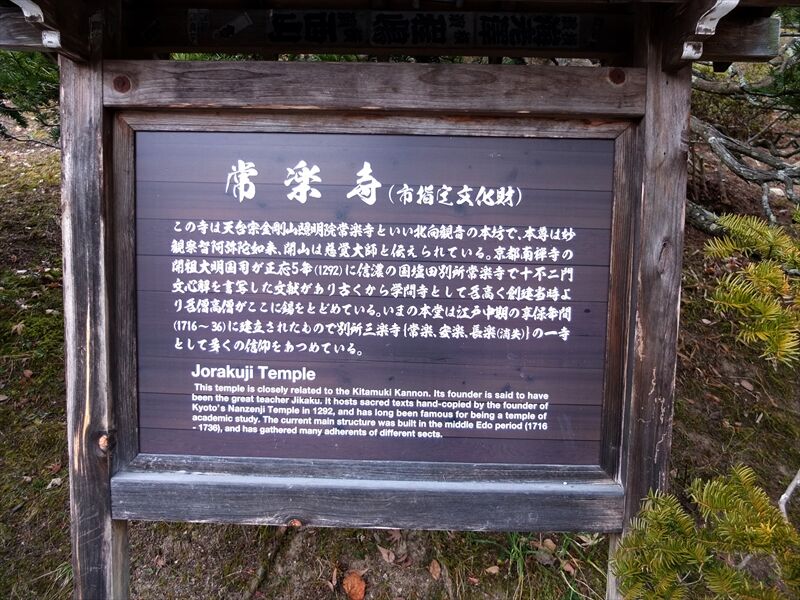 常楽寺(市指定文化財)
この寺は天台宗金剛山照明院常楽寺といい北向観音の本坊で、本尊は妙
観察智阿弥陀如来、開山は慈覚大師と伝えられている。京都南禅寺の
開祖大明国司が正応5年(1292)に信濃の国塩田別所常楽寺で十不二門
文心解を書写した文献があり古くから学問寺として名高く創建当時よ
り名僧高僧がここに錫をとどめている。いまの本堂は江戸中期の享保年間
(1716〜36)に建立されたもので別所三楽寺{常楽、安楽、長楽(消失)}の一寺
として多くの信仰をあつめている。
Jorakuji Temple
This temple is closely related to the Kitamuki Kannon. Its founder is said to have
been the great teacher Jikaku. It hosts sacred texts hand-copied by the founder of
Kyoto's Nanzenji Temple in 1292, and has long been famous for being a temple of
academic study. The current main structure was built in the middle Edo period (1716
- 1736), and has gathered many adherents of different sects.